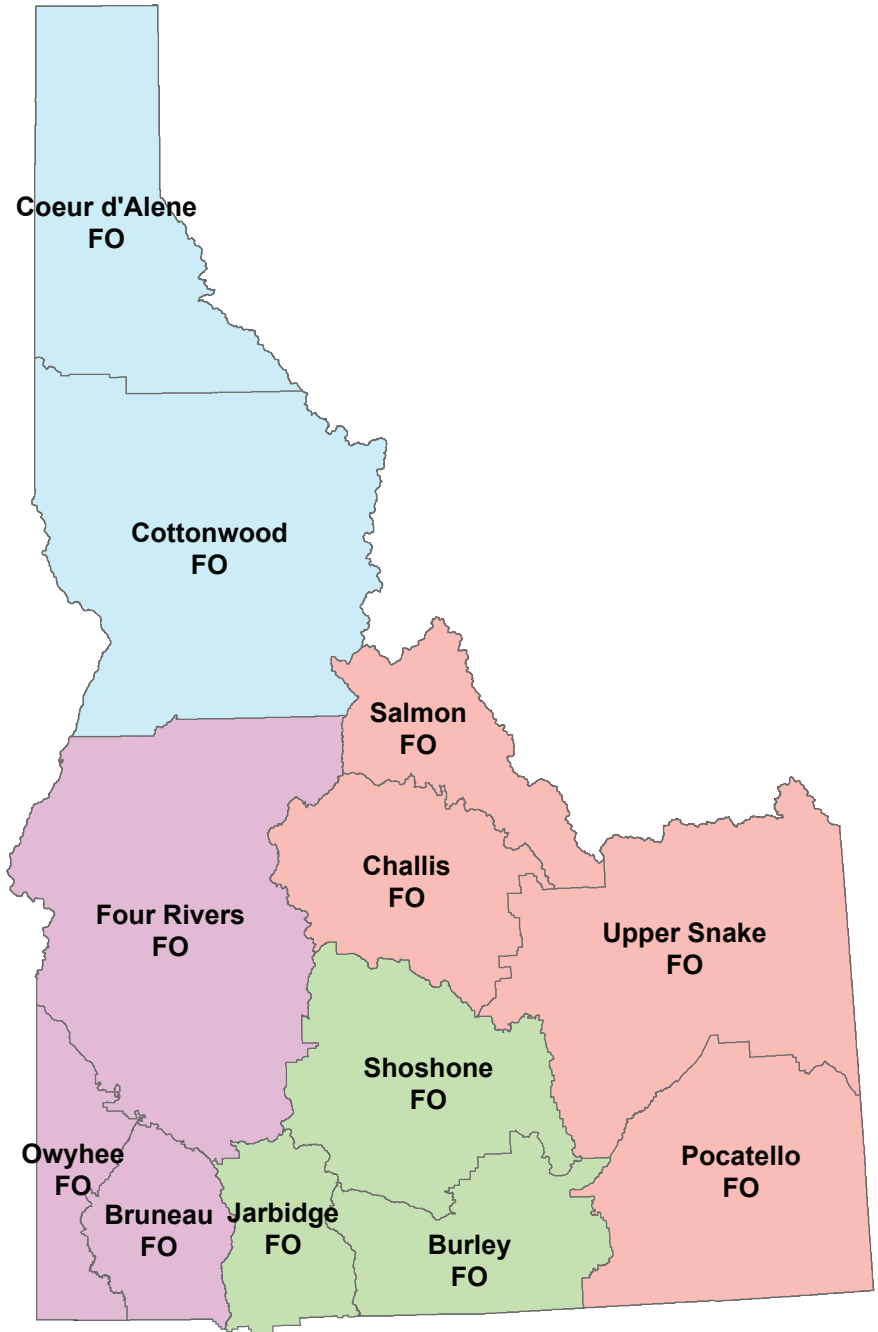 Coeur d'Alene
FO
Cottonwood
FO
Salmon
FO
Challis
FO
Four Rivers
FO
Upper Snake
FO
Shoshone
FO
Owyhee
FO
Pocatello
FO
Bruneau
FO
Jarbidge
FO
Burley
FO